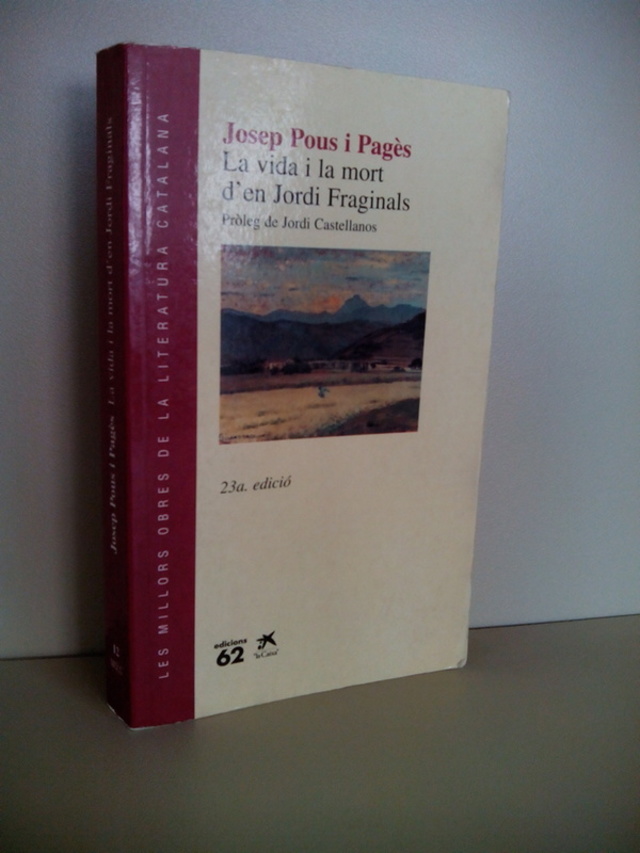 Josep Pous i Pagès
La vida i la mort
d'en Jordi Fraginals
Pròleg de Jordi Castellanos
23a. edició
edicions
62
"la Caixa"
LES MILLORS OBRES DE LA LITERATURA CATALANA
Josep Pous i Pagès La vida i la mort d'en Jordi Fraginals
12